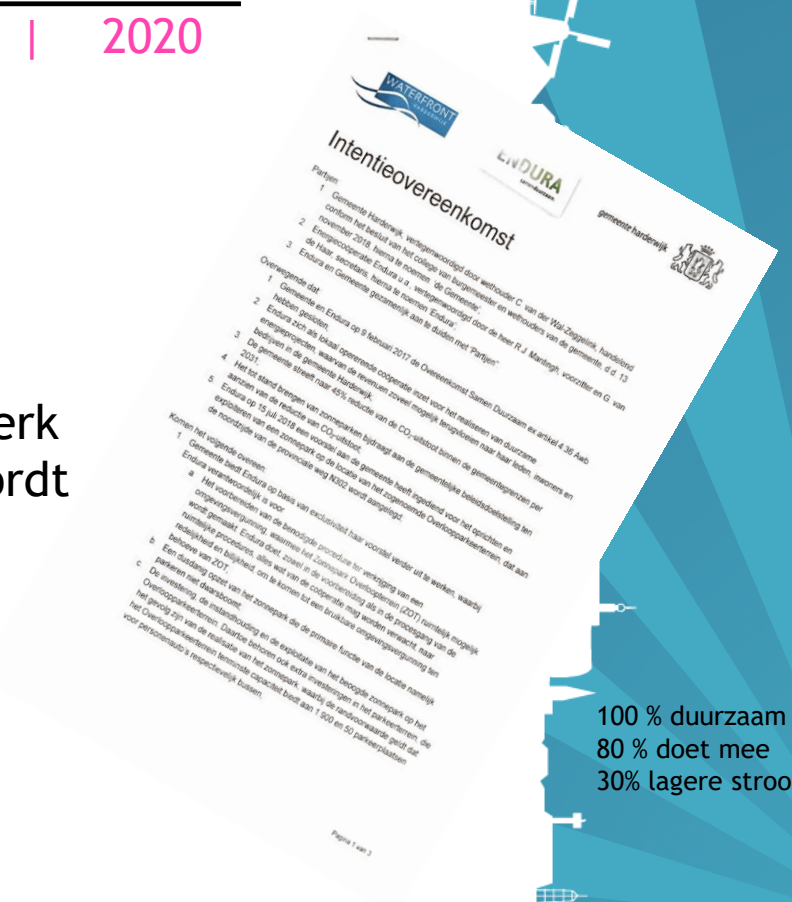 | 2020
erk
ordt
WATERFRONT
HARDERWIJK
ENDURA
samenduurzaam
gemeente harderwijk
Intentieovereenkomst
Partijen:
1 Gemeente Harderwijk, vertegenwoordigd door wethouder C. van der Wal-Zeggelink, handelend
conform het besluit van het college van burgemeester en wethouders van de gemeente, d.d. 13
november 2018, hierna te noemen 'de Gemeente';
2 Energiecoöperatie Endura u.a., vertegenwoordigd door de heer R.J. Mantingh, voorzitter en G. van
de Haar, secretaris, hierna te noemen 'Endura';
3. Endura en Gemeente gezamenlijk aan te duiden met 'Partijen'
Overwegende dat:
1 Gemeente en Endura op 9 februari 2017 de Overeenkomst Samen Duurzaam ex artikel 4:36 Awb
hebben gesloten.
2 Endura zich als lokaal opererende coöperatie inzet voor het realiseren van duurzame
energieprojecten, waarvan de revenuen zoveel mogelijk terugvloeien naar haar leden, inwoners en
bedrijven in de gemeente Harderwijk.
3. De gemeente streeft naar 45% reductie van de CO₂-uitstoot binnen de gemeentegrenzen per
2031.
4 Het tot stand brengen van zonneparken bijdraagt aan de gemeentelijke beleidsdoelstelling ten
aanzien van de reductie van CO₂-uitstoot;
5 Endura op 15 juli 2018 een voorstel aan de gemeente heeft ingediend voor het oprichten en
exploiteren van een zonnepark op de locatie van het zogenoemde Overloopparkeerterrein, dat aan
de noordzijde van de provinciale weg N302 wordt aangelegd.
Komen het volgende overeen:
1 Gemeente biedt Endura op basis van exclusiviteit haar voorstel verder uit te werken, waarbij
Endura verantwoordelijk is voor
a Het voorbereiden van de benodigde procedure ter verkrijging van een
omgevingsvergunning, waarmee het Zonnepark Overloopterrein (ZOT) ruimtelijk mogelijk
wordt gemaakt. Endura doet, zowel in de voorbereiding als in de procesgang van de
ruimtelijke procedures, alles wat van de coöperatie mag worden verwacht, naar
redelijkheid en billijkheid, om te komen tot een bruikbare omgevingsvergunning ten
behoeve van ZOT.
b Een dusdanig opzet van het zonnepark die de primaire functie van de locatie namelijk
parkeren niet dwarsboomt.
c De investering, de instandhouding en de exploitatie van het beoogde zonnepark op het
Overloopparkeerterrein. Daartoe behoren ook extra investeringen in het parkeerterrein, die
het gevolg zijn van de realisatie van het zonnepark, waarbij de randvoorwaarde geldt dat
het Overloopparkeerterrein tenminste capaciteit biedt aan 1.900 en 50 parkeerplaatsen
voor personenauto's respectievelijk bussen.
Pagina 1 van 3
100 % duurzaam
80 % doet mee
30% lagere stroo